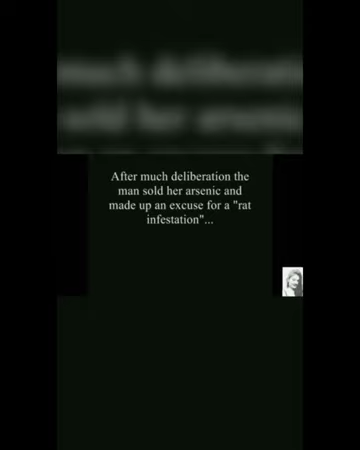 After much deliberation the
man sold her arsenic and
made up an excuse for a "rat
infestation"...